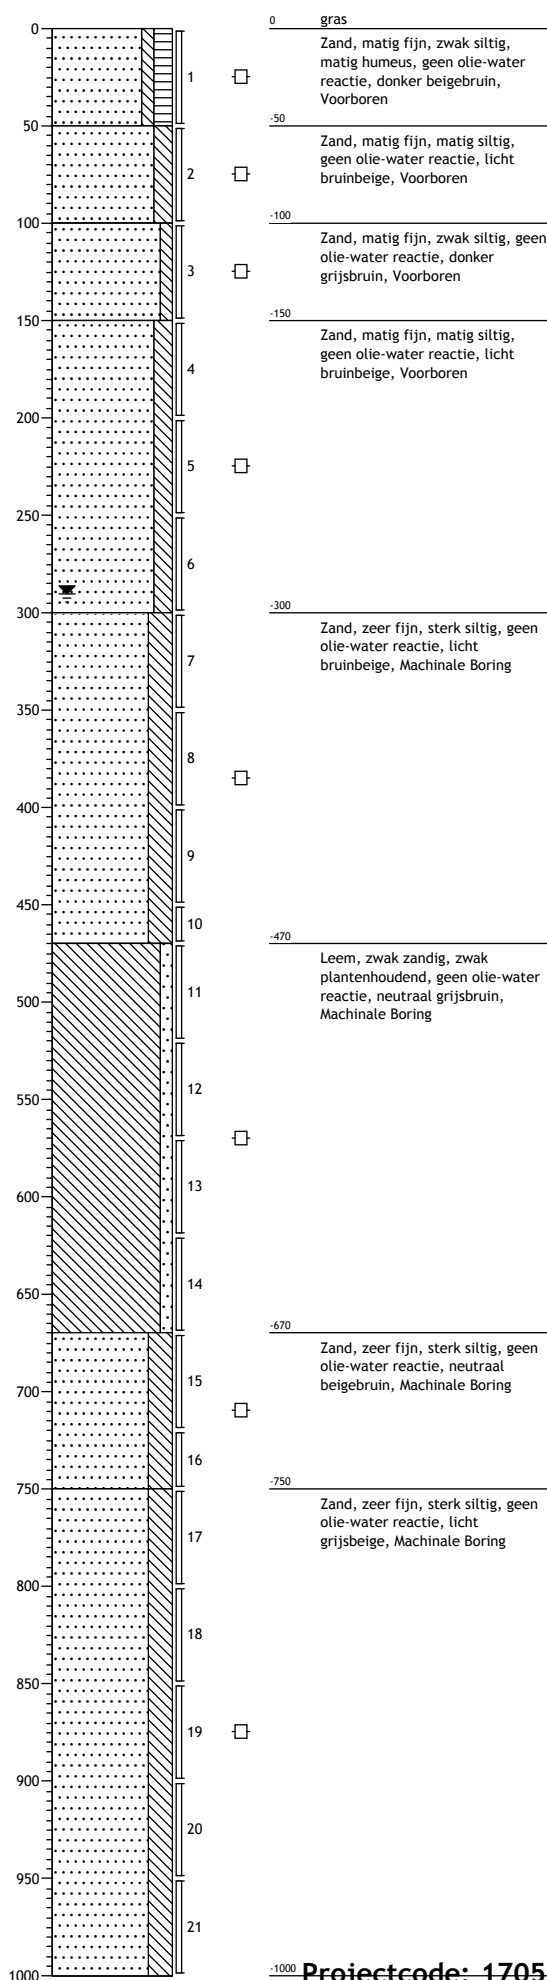 0 gras
0
Zand, matig fijn, zwak siltig,
matig humeus, geen olie-water
reactie, donker beigebruin,
Voorboren
1
50
-50
Zand, matig fijn, matig siltig,
geen olie-water reactie, licht
bruinbeige, Voorboren
2
100
-100
Zand, matig fijn, zwak siltig, geen
olie-water reactie, donker
grijsbruin, Voorboren
3
150
-150
Zand, matig fijn, matig siltig,
geen olie-water reactie, licht
bruinbeige, Voorboren
4
200
5
250
6
300
-300
Zand, zeer fijn, sterk siltig, geen
olie-water reactie, licht
bruinbeige, Machinale Boring
7
350
8
400
9
450
10
-470
Leem, zwak zandig, zwak
plantenhoudend, geen olie-water
reactie, neutraal grijsbruin,
Machinale Boring
11
500
12
550
13
600
14
650
-670
Zand, zeer fijn, sterk siltig, geen
olie-water reactie, neutraal
beigebruin, Machinale Boring
15
700
16
750
-750
Zand, zeer fijn, sterk siltig, geen
olie-water reactie, licht
grijsbeige, Machinale Boring
17
800
18
850
19
900
20
950
21
1000
-1000
Projectcode: 1705